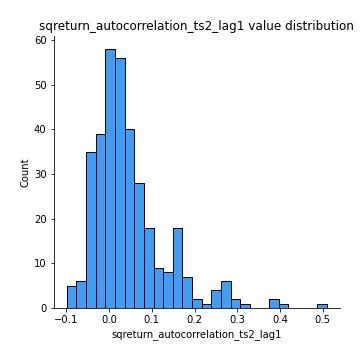 sqreturn_autocorrelation_ts2_lag1 value distribution
60
50
40
30
20
10
0
Count
−0.1 0.0 0.1 0.2 0.3 0.4 0.5
sqreturn_autocorrelation_ts2_lag1